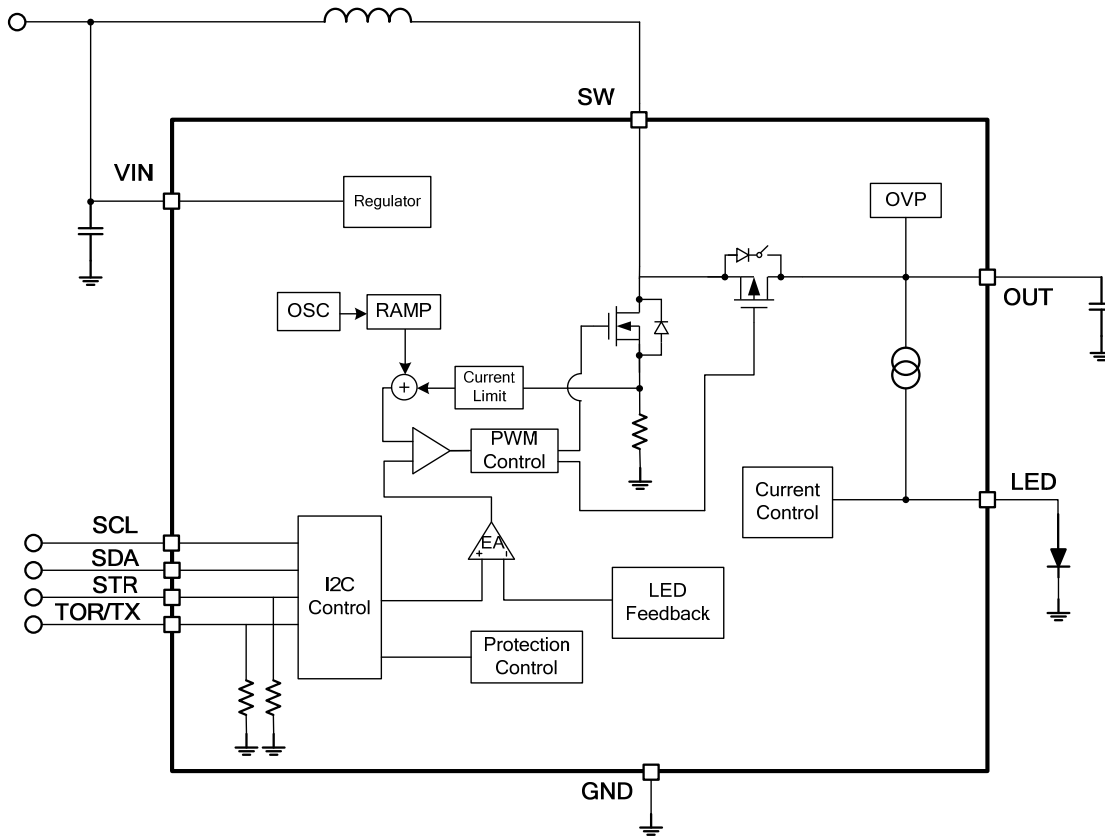 SW
VIN
Regulator
OVP
OUT
OSC
RAMP
+
Current
Limit
PWM
Control
Current
Control
LED
SCL
SDA
STR
TOR/TX
I2C
Control
EA
+
-
LED
Feedback
Protection
Control
GND